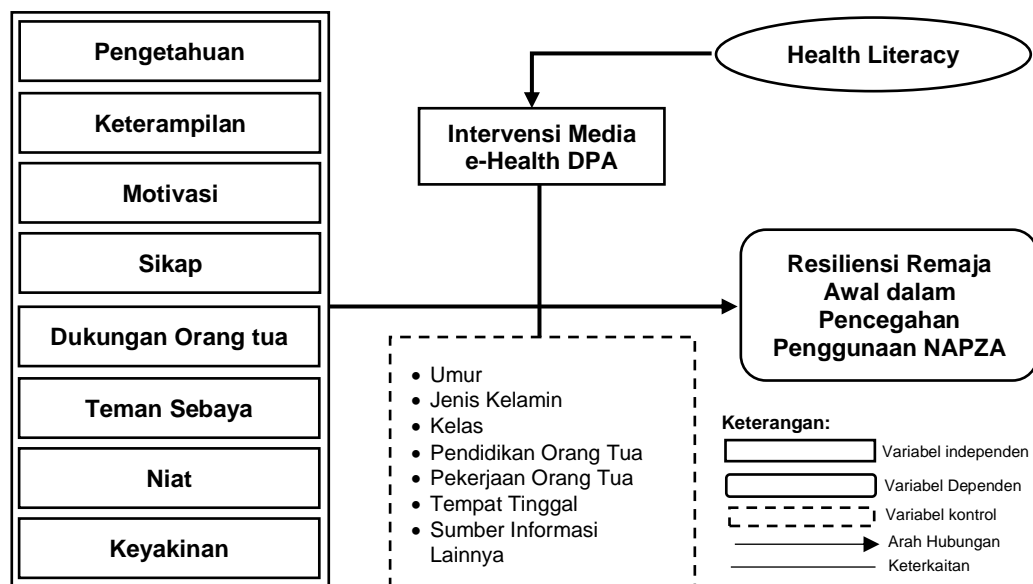 Pengetahuan
Keterampilan
Motivasi
Sikap
Dukungan Orang tua
Teman Sebaya
Niat
Keyakinan
Health Literacy
Intervensi Media
e-Health DPA
Resiliensi Remaja
Awal dalam
Pencegahan
Penggunaan NAPZA
• Umur
• Jenis Kelamin
• Kelas
• Pendidikan Orang Tua
• Pekerjaan Orang Tua
• Tempat Tinggal
• Sumber Informasi
Lainnya
Keterangan:
Variabel independen
Variabel Dependen
Variabel kontrol
Arah Hubungan
Keterkaitan